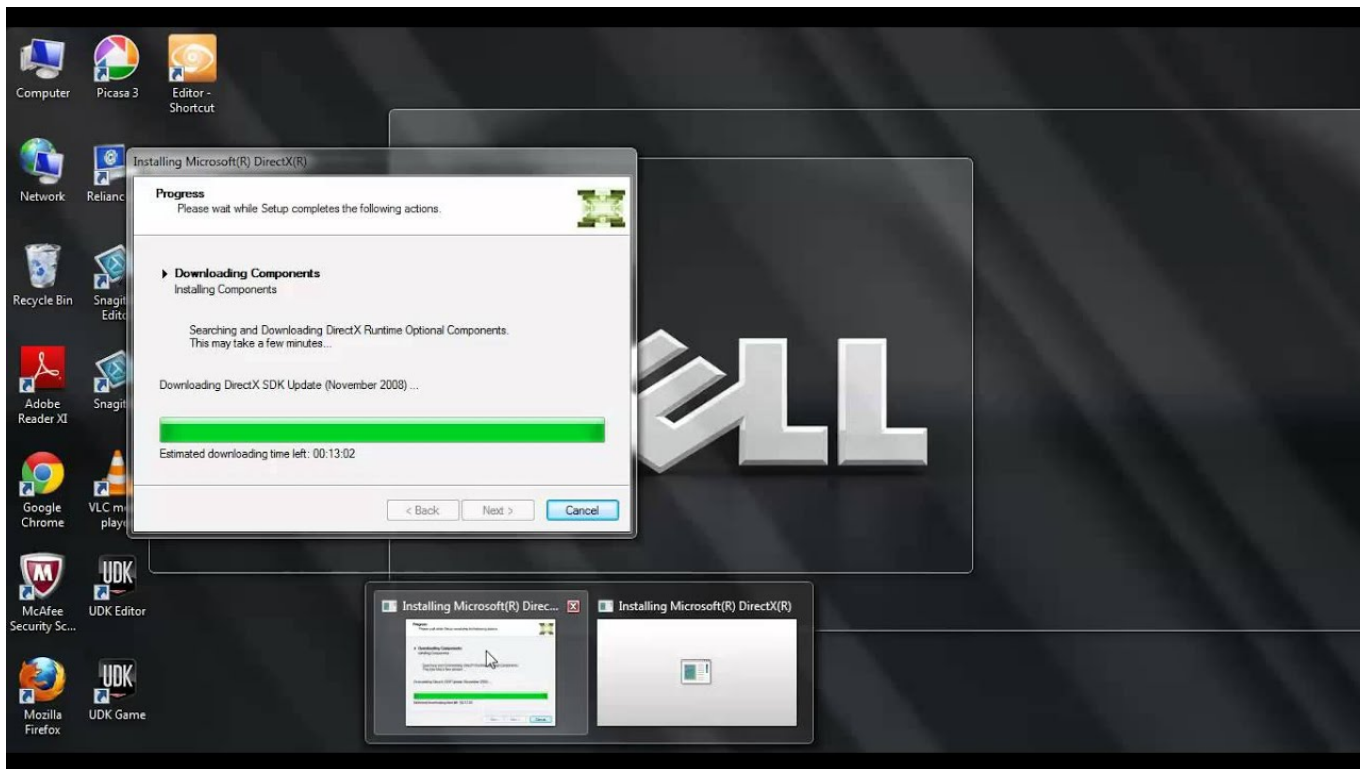 Computer
Picasa 3
Editor -
Shortcut
Network
Relianc
Recycle Bin
Snagit
Edito
Adobe
Reader XI
Snagit
Google
Chrome
VLC me
playe
McAfee
Security Sc...
UDK
UDK Editor
Mozilla
Firefox
UDK
UDK Game
Installing Microsoft(R) DirectX(R)
Progress
Please wait while Setup completes the following actions.
Downloading Components
Installing Components
Searching and Downloading DirectX Runtime Optional Components.
This may take a few minutes...
Downloading DirectX SDK Update (November 2008) ...
Estimated downloading time left: 00:13:02
< Back
Next >
Cancel
ELL
Installing Microsoft(R) Direc...
Installing Microsoft(R) DirectX(R)